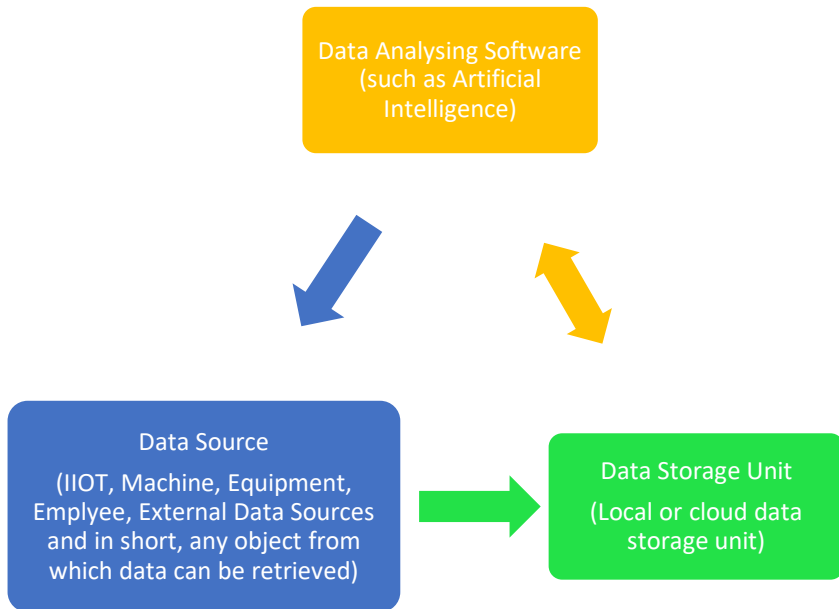 Data Analysing Software
(such as Artificial
Intelligence)
Data Source
(IIOT, Machine, Equipment,
Emplyee, External Data Sources
and in short, any object from
which data can be retrieved)
Data Storage Unit
(Local or cloud data
storage unit)